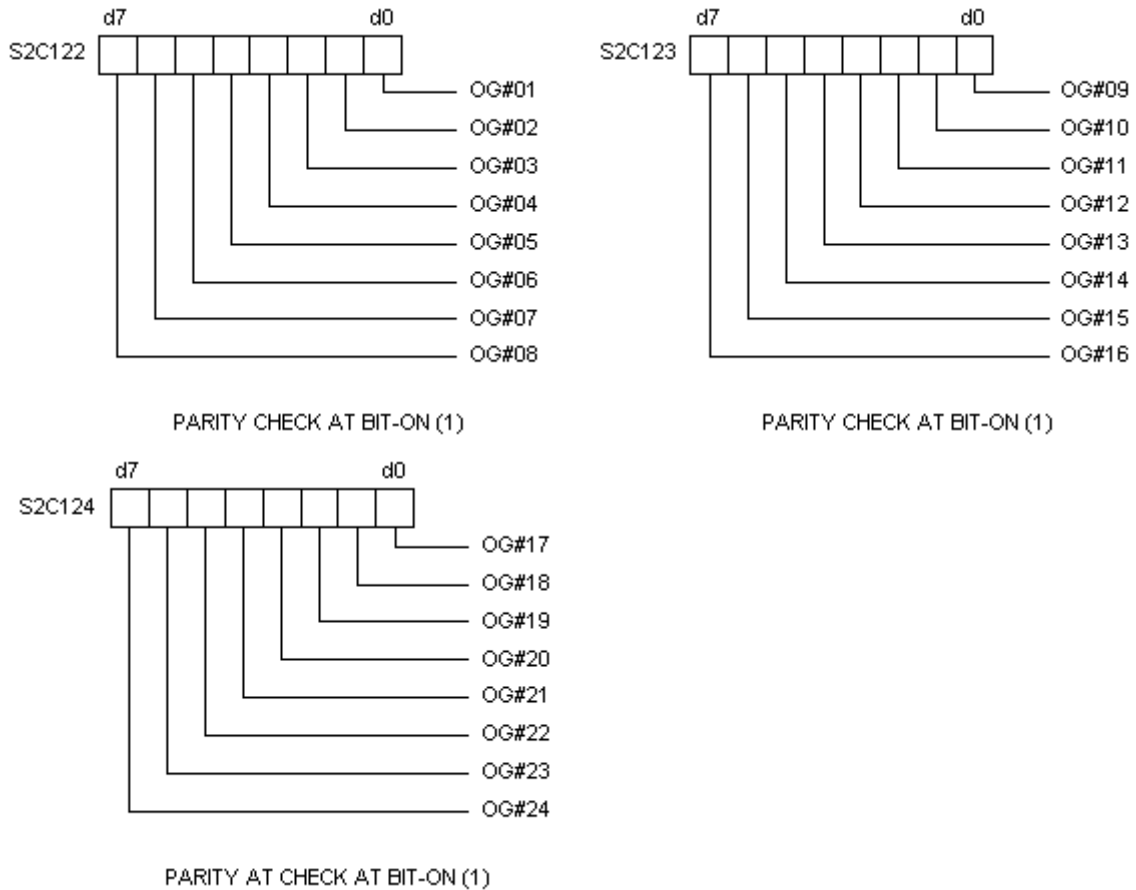 d7 d0
S2C122
OG#01
OG#02
OG#03
OG#04
OG#05
OG#06
OG#07
OG#08
PARITY CHECK AT BIT-ON (1)
d7 d0
S2C123
OG#09
OG#10
OG#11
OG#12
OG#13
OG#14
OG#15
OG#16
PARITY CHECK AT BIT-ON (1)
d7 d0
S2C124
OG#17
OG#18
OG#19
OG#20
OG#21
OG#22
OG#23
OG#24
PARITY AT CHECK AT BIT-ON (1)